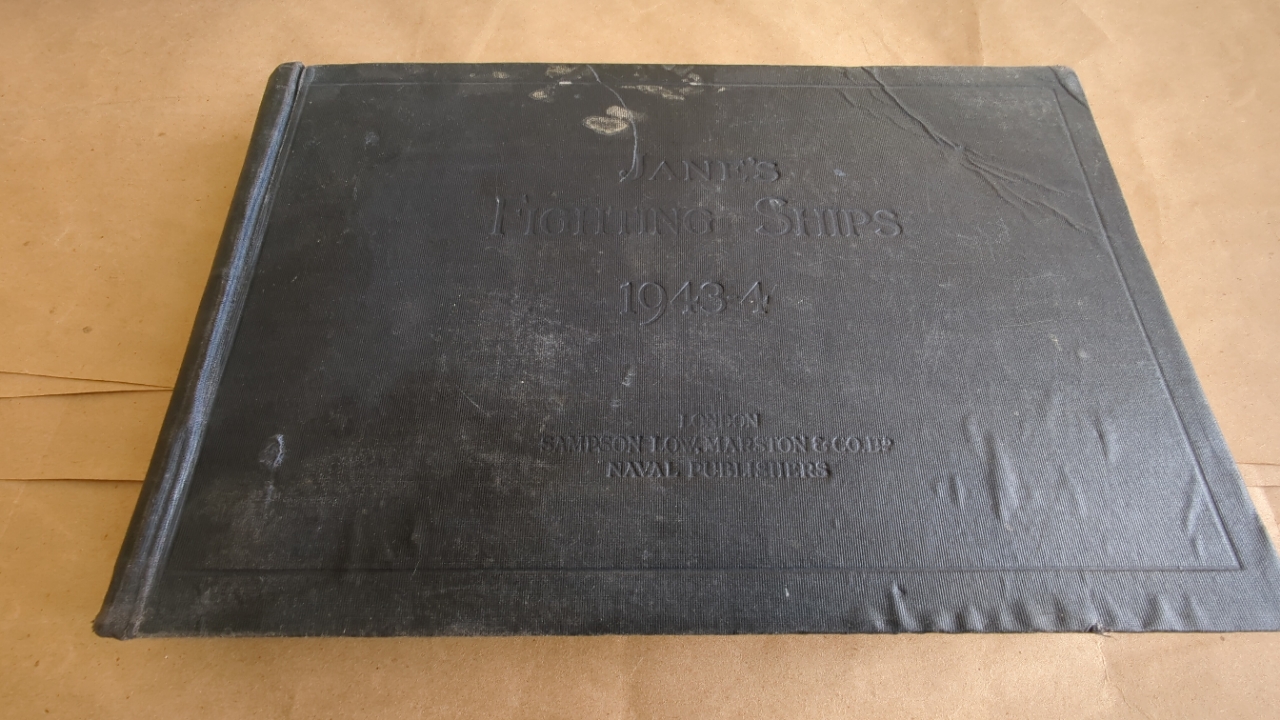 JANE'S
FIGHTING SHIPS
1943-4
LONDON
SAMPSON LOW, MARSTON & CO. LTD
NAVAL PUBLISHERS